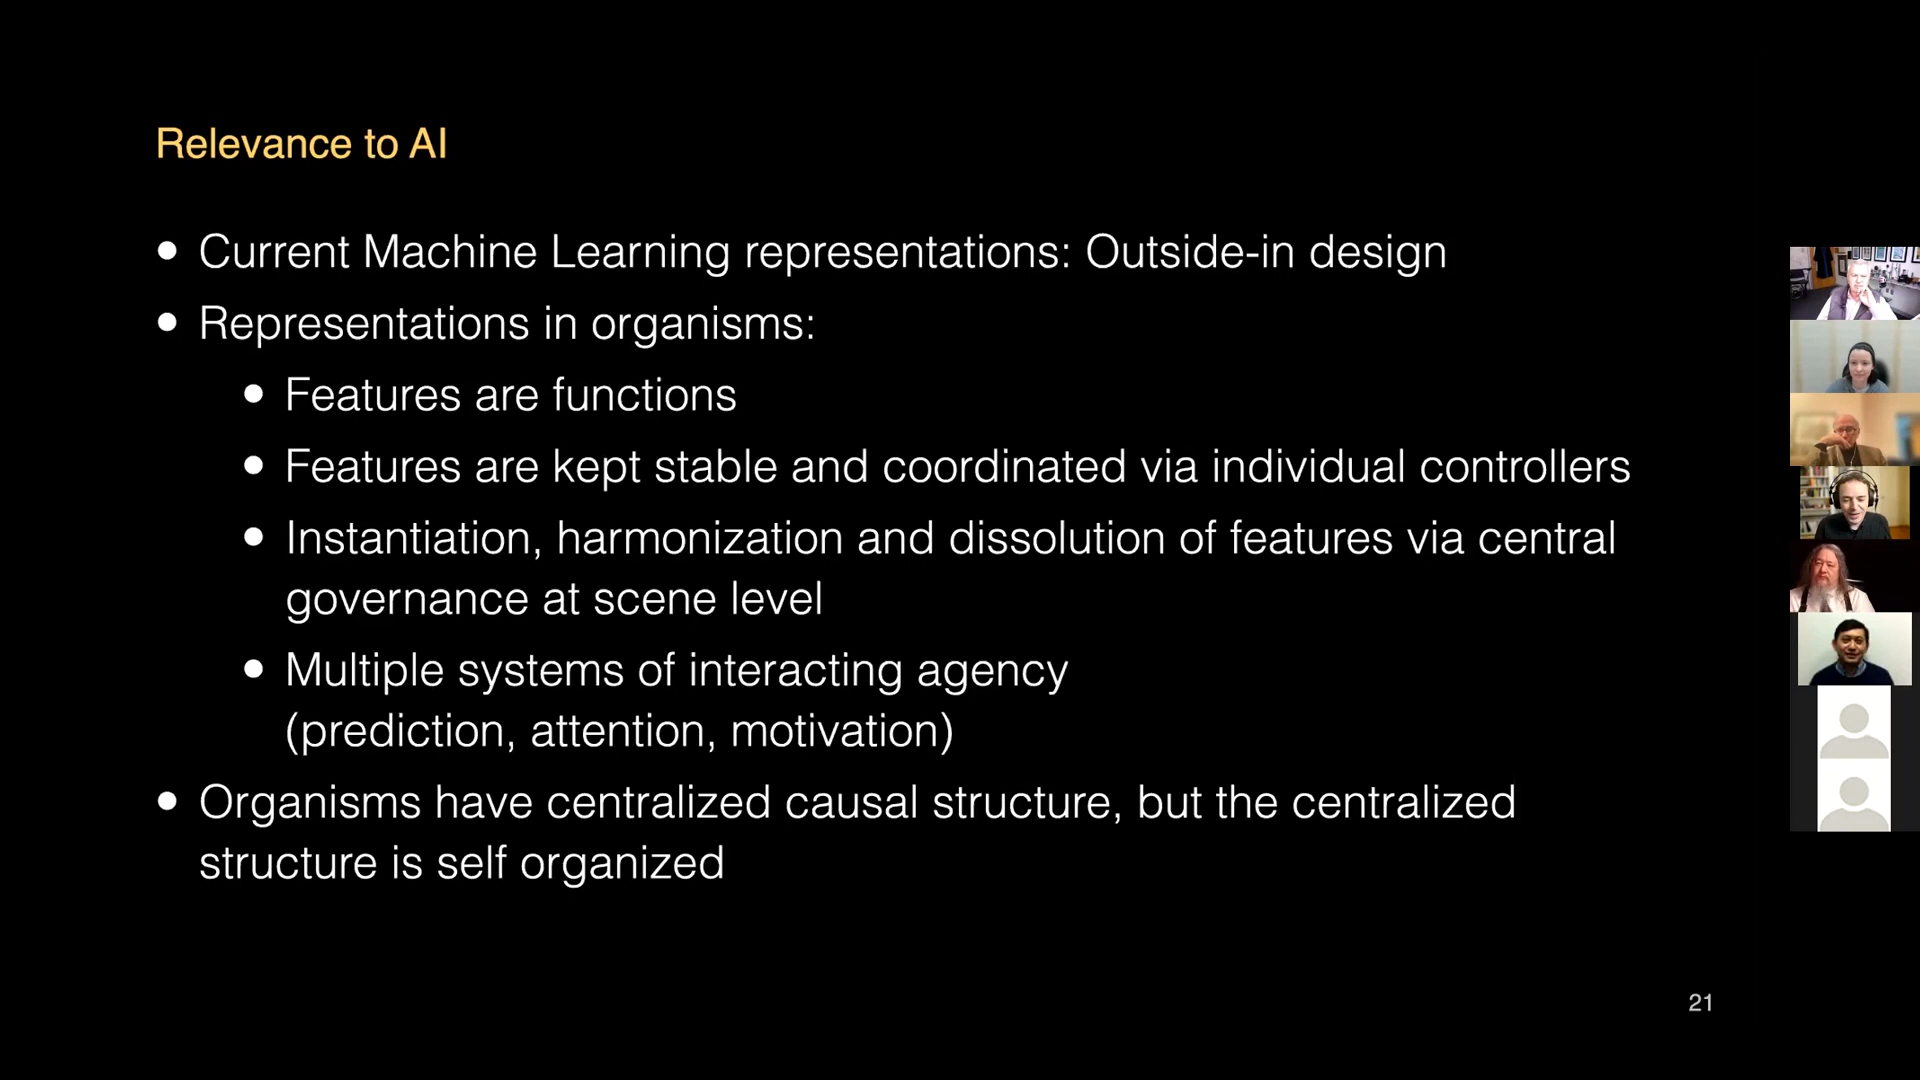 Relevance to AI
• Current Machine Learning representations: Outside-in design
• Representations in organisms:
• Features are functions
• Features are kept stable and coordinated via individual controllers
• Instantiation, harmonization and dissolution of features via central
governance at scene level
• Multiple systems of interacting agency
(prediction, attention, motivation)
• Organisms have centralized causal structure, but the centralized
structure is self organized
21